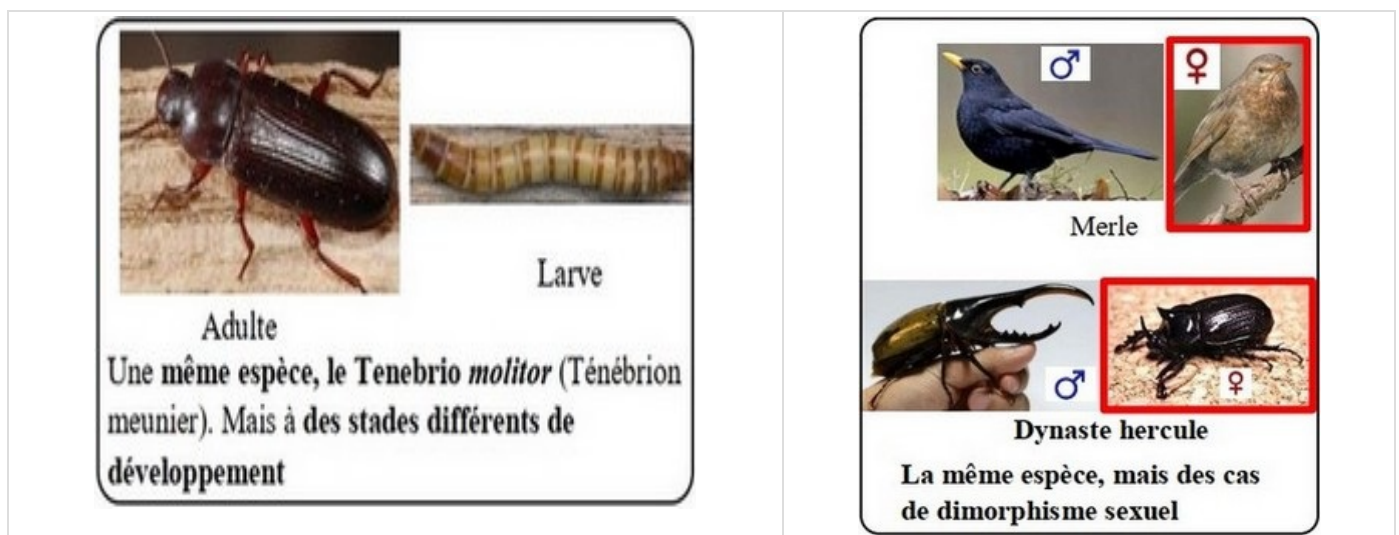 Larve
Adulte
Une même espèce, le Tenebrio molitor (Ténébrion
meunier). Mais à des stades différents de
développement
♂
♀
Merle
♂
♀
Dynaste hercule
La même espèce, mais des cas
de dimorphisme sexuel